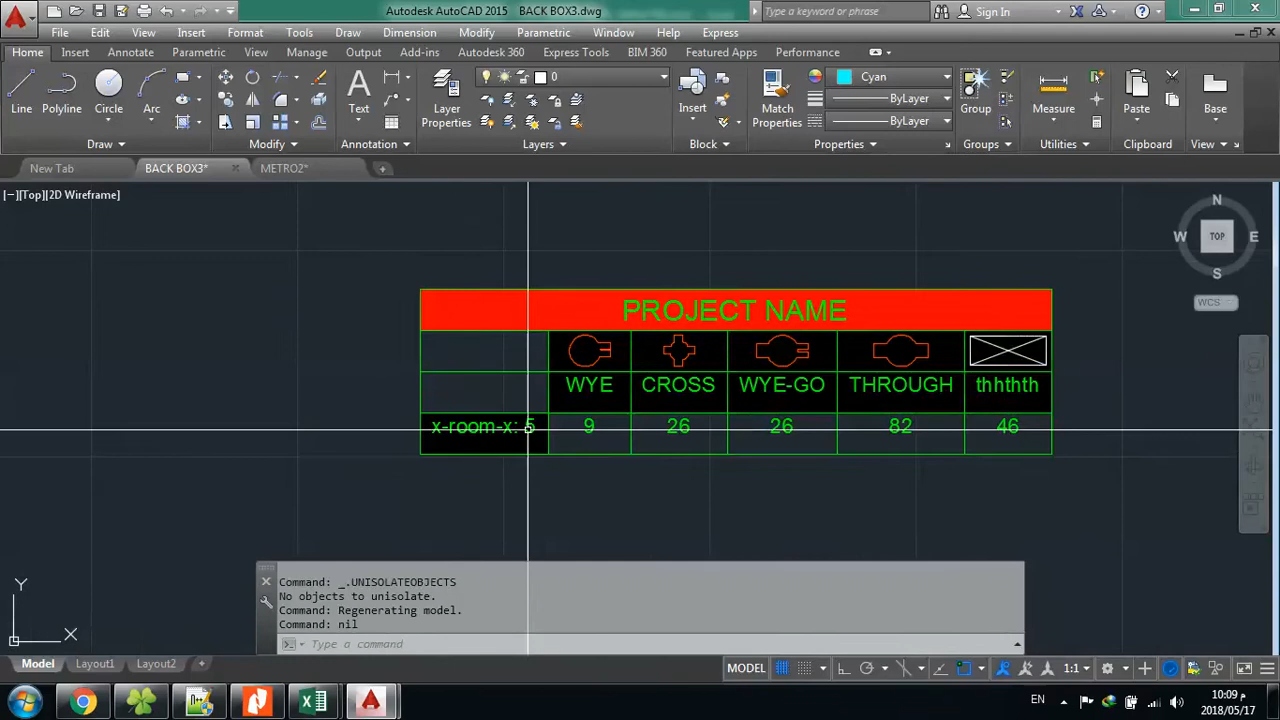 Autodesk AutoCAD 2015 BACK BOX3.dwg
Type a keyword or phrase
Sign In
File Edit View Insert Format Tools Draw Dimension Modify Parametric Window Help Express
Home Insert Annotate Parametric View Manage Output Add-ins Autodesk 360 Express Tools BIM 360 Featured Apps Performance
Line Polyline Circle Arc
Text
Layer Properties
0
Insert
Match Properties
Cyan
ByLayer
ByLayer
Group
Measure
Paste
Base
Draw Modify Annotation Layers Block Properties Groups Utilities Clipboard View
New Tab BACK BOX3* METRO2*
[−][Top][2D Wireframe]
N
W TOP E
S
WCS
PROJECT NAME
WYE CROSS WYE-GO THROUGH thhthth
x-room-x: 5 9 26 26 82 46
Command: _.UNISOLATEOBJECTS
No objects to unisolate.
Command: Regenerating model.
Command: nil
Type a command
Y
X
Model Layout1 Layout2
MODEL 1:1
EN
10:09 م
2018/05/17